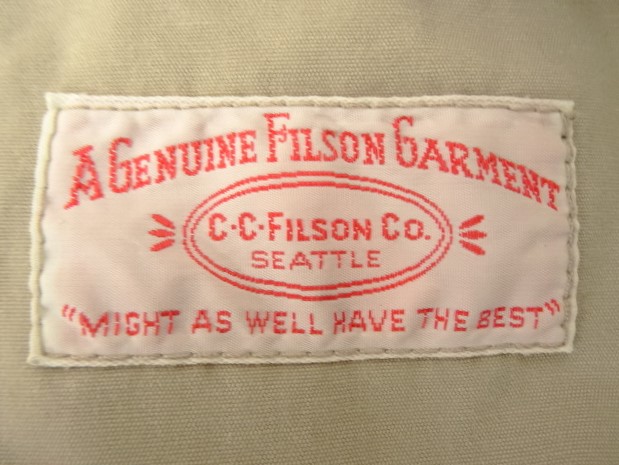 A GENUINE FILSON GARMENT
C·C·FILSON CO.
SEATTLE
"MIGHT AS WELL HAVE THE BEST"